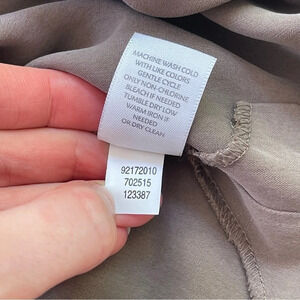 MACHINE WASH COLD
WITH LIKE COLORS
GENTLE CYCLE
ONLY NON-CHLORINE
BLEACH IF NEEDED
TUMBLE DRY LOW
WARM IRON IF
NEEDED
OR DRY CLEAN
92172010
702515
123387